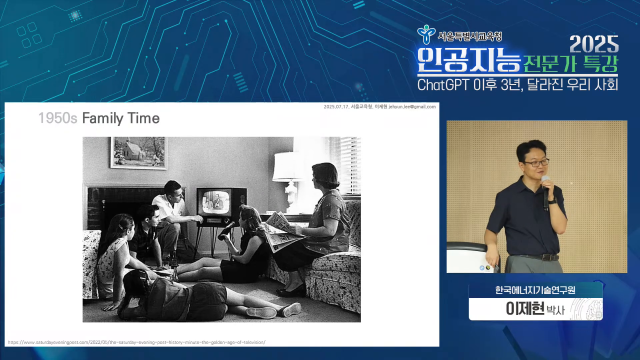 서울특별시교육청
2025
인공지능 전문가 특강
ChatGPT 이후 3년, 달라진 우리 사회
2025.07.17. 서울교육청, 이제현 jehyun.lee@gmail.com
1950s Family Time
https://www.saturdayeveningpost.com/2022/05/the-saturday-evening-post-history-minute-the-golden-age-of-television/
한국에너지기술연구원
이제현 박사